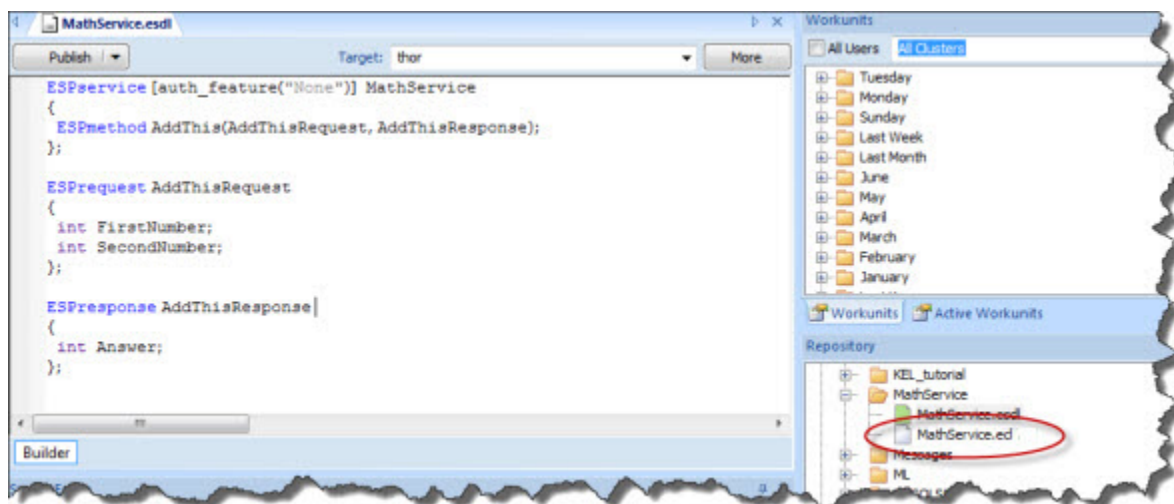 MathService.esdl
Publish
Target: thor
More
ESPservice [auth_feature("None")] MathService
{
ESPmethod AddThis(AddThisRequest, AddThisResponse);
};
ESPrequest AddThisRequest
{
int FirstNumber;
int SecondNumber;
};
ESPresponse AddThisResponse
{
int Answer;
};
Builder
Workunits
All Users
All Clusters
Tuesday
Monday
Sunday
Last Week
Last Month
June
May
April
March
February
January
Workunits
Active Workunits
Repository
KEL_tutorial
MathService
MathService.esdl
MathService.ecl
Messages
ML